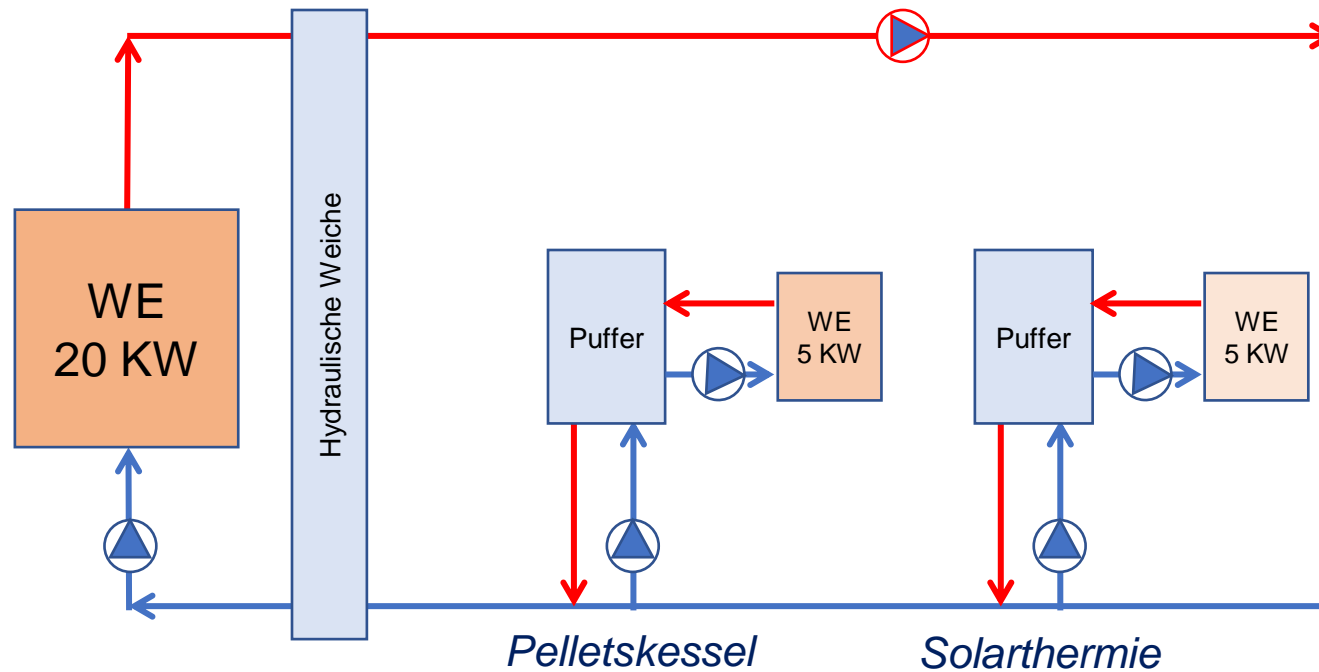 WE
20 KW
Hydraulische Weiche
Puffer
WE
5 KW
Puffer
WE
5 KW
Pelletskessel
Solarthermie